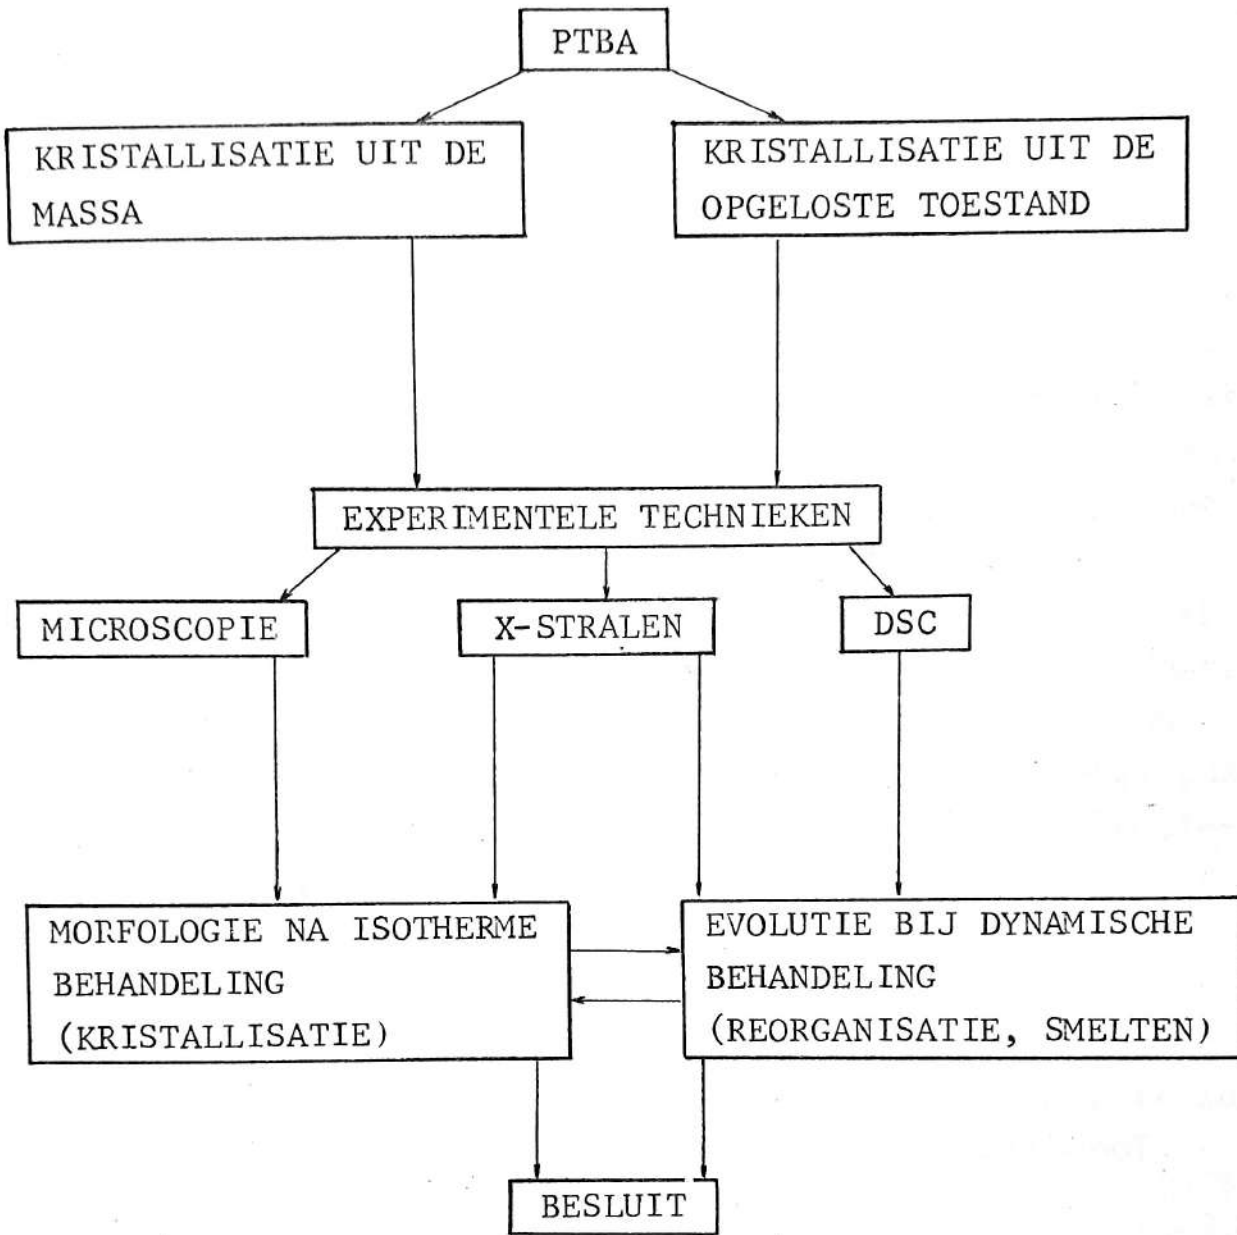 PTBA
KRISTALLISATIE UIT DE
MASSA
KRISTALLISATIE UIT DE
OPGELOSTE TOESTAND
EXPERIMENTELE TECHNIEKEN
MICROSCOPIE
X-STRALEN
DSC
MORFOLOGIE NA ISOTHERME
BEHANDELING
(KRISTALLISATIE)
EVOLUTIE BIJ DYNAMISCHE
BEHANDELING
(REORGANISATIE, SMELTEN)
BESLUIT